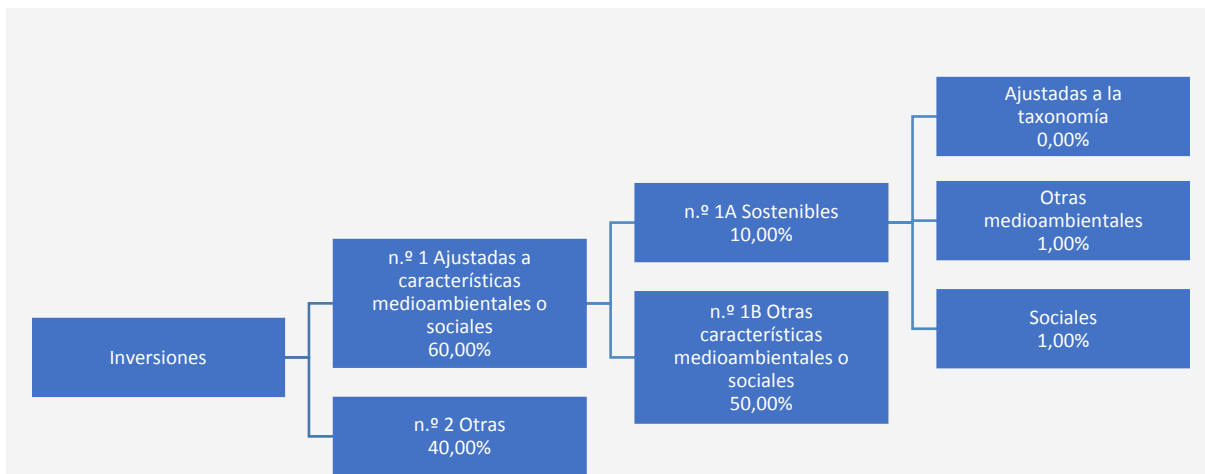 Inversiones
n.º 1 Ajustadas a
características
medioambientales o
sociales
60,00%
n.º 2 Otras
40,00%
n.º 1A Sostenibles
10,00%
n.º 1B Otras
características
medioambientales o
sociales
50,00%
Ajustadas a la
taxonomía
0,00%
Otras
medioambientales
1,00%
Sociales
1,00%